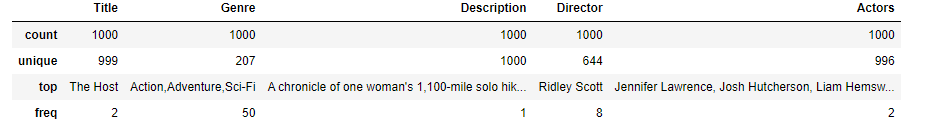 Title Genre Description Director Actors
count 1000 1000 1000 1000 1000
unique 999 207 1000 644 996
top The Host Action,Adventure,Sci-Fi A chronicle of one woman's 1,100-mile solo hik... Ridley Scott Jennifer Lawrence, Josh Hutcherson, Liam Hemsw...
freq 2 50 1 8 2